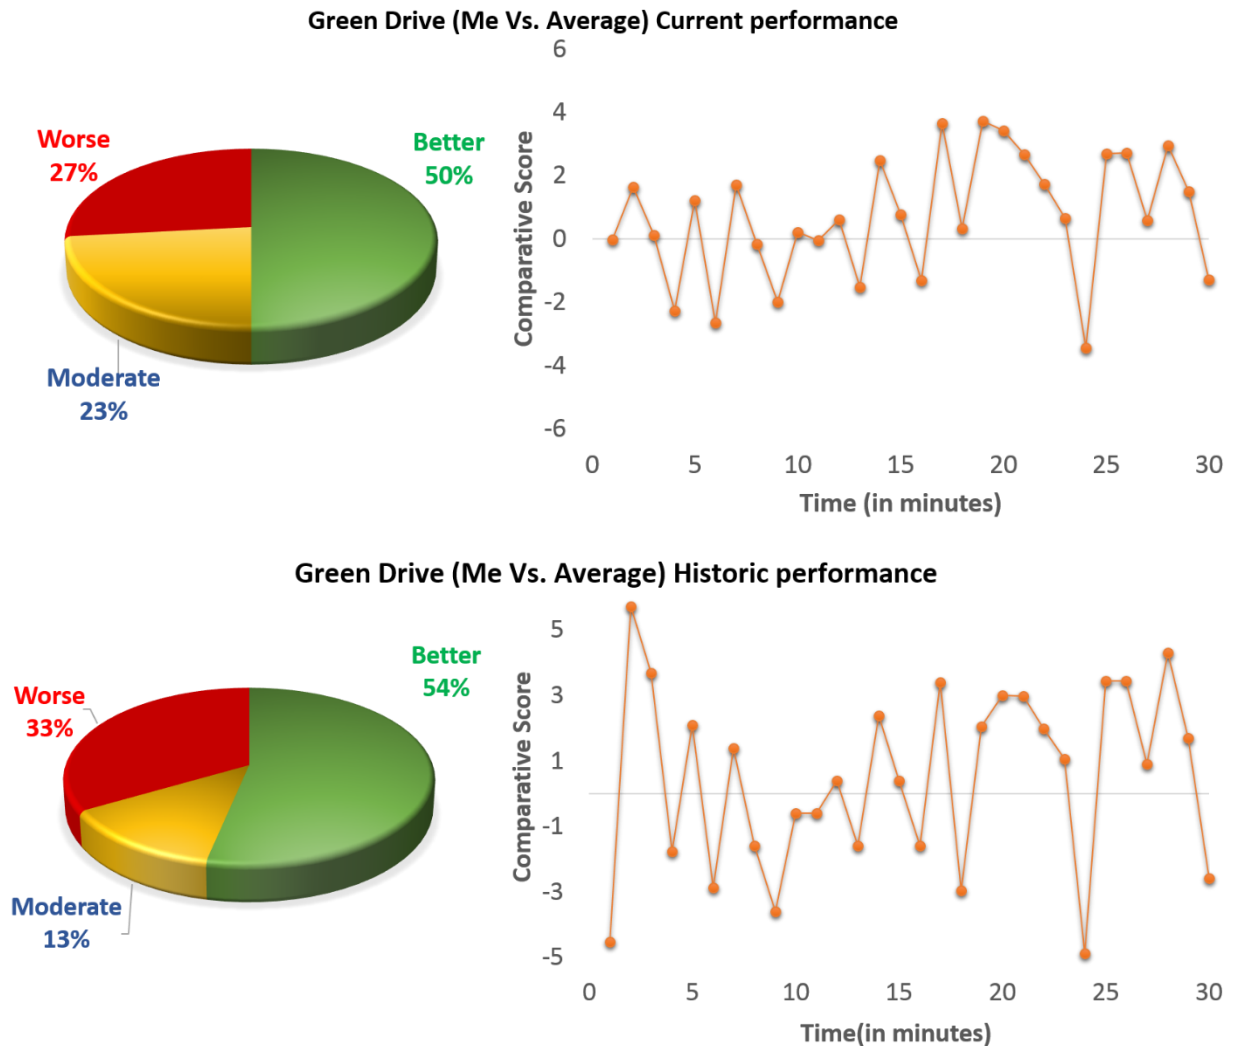 Green Drive (Me Vs. Average) Current performance
Worse
27%
Better
50%
Moderate
23%
Comparative Score
6
4
2
0
-2
-4
-6
0 5 10 15 20 25 30
Time (in minutes)
Green Drive (Me Vs. Average) Historic performance
Worse
33%
Better
54%
Moderate
13%
Comparative Score
5
3
1
-1
-3
-5
0 5 10 15 20 25 30
Time(in minutes)